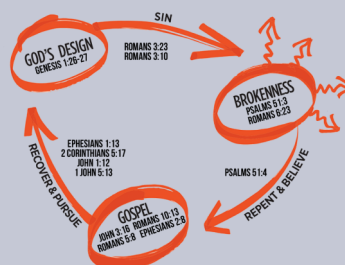 SIN
GOD'S DESIGN
GENESIS 1:26-27
ROMANS 3:23
ROMANS 3:10
BROKENNESS
PSALMS 51:3
ROMANS 6:23
EPHESIANS 1:13
2 CORINTHIANS 5:17
JOHN 1:12
1 JOHN 5:13
PSALMS 51:4
REPENT & BELIEVE
RECOVER & PURSUE
GOSPEL
JOHN 3:16 ROMANS 10:13
ROMANS 5:8 EPHESIANS 2:8